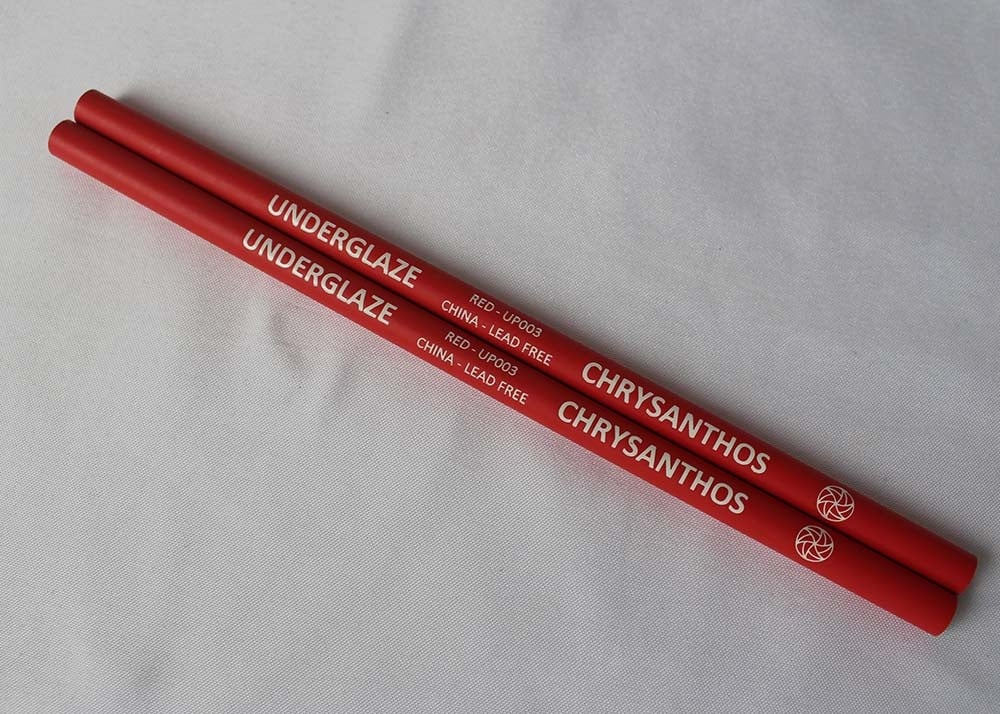 UNDERGLAZE
RED - UP003
CHINA - LEAD FREE
CHRYSANTHOS
UNDERGLAZE
RED - UP003
CHINA - LEAD FREE
CHRYSANTHOS